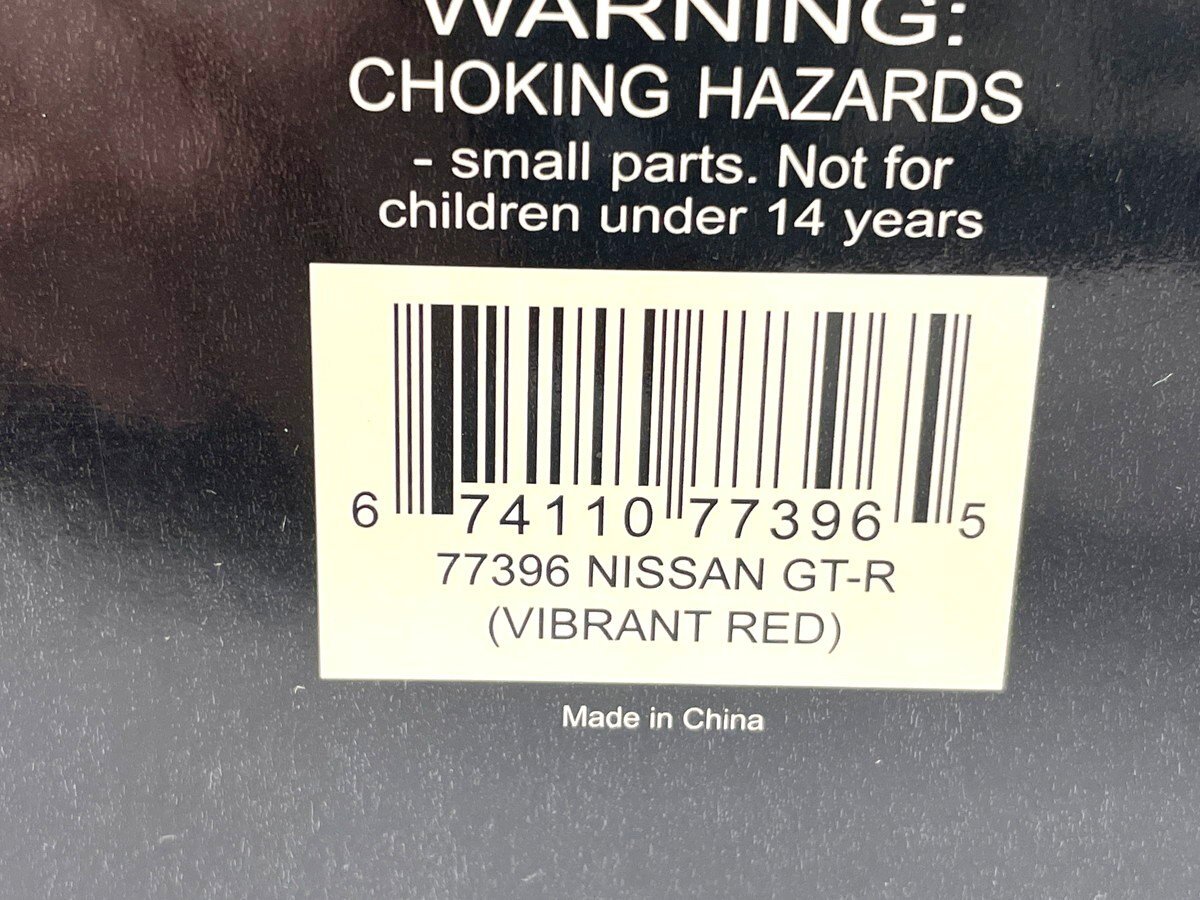 WARNING:
CHOKING HAZARDS
- small parts. Not for
children under 14 years
6 74110 77396 5
77396 NISSAN GT-R
(VIBRANT RED)
Made in China